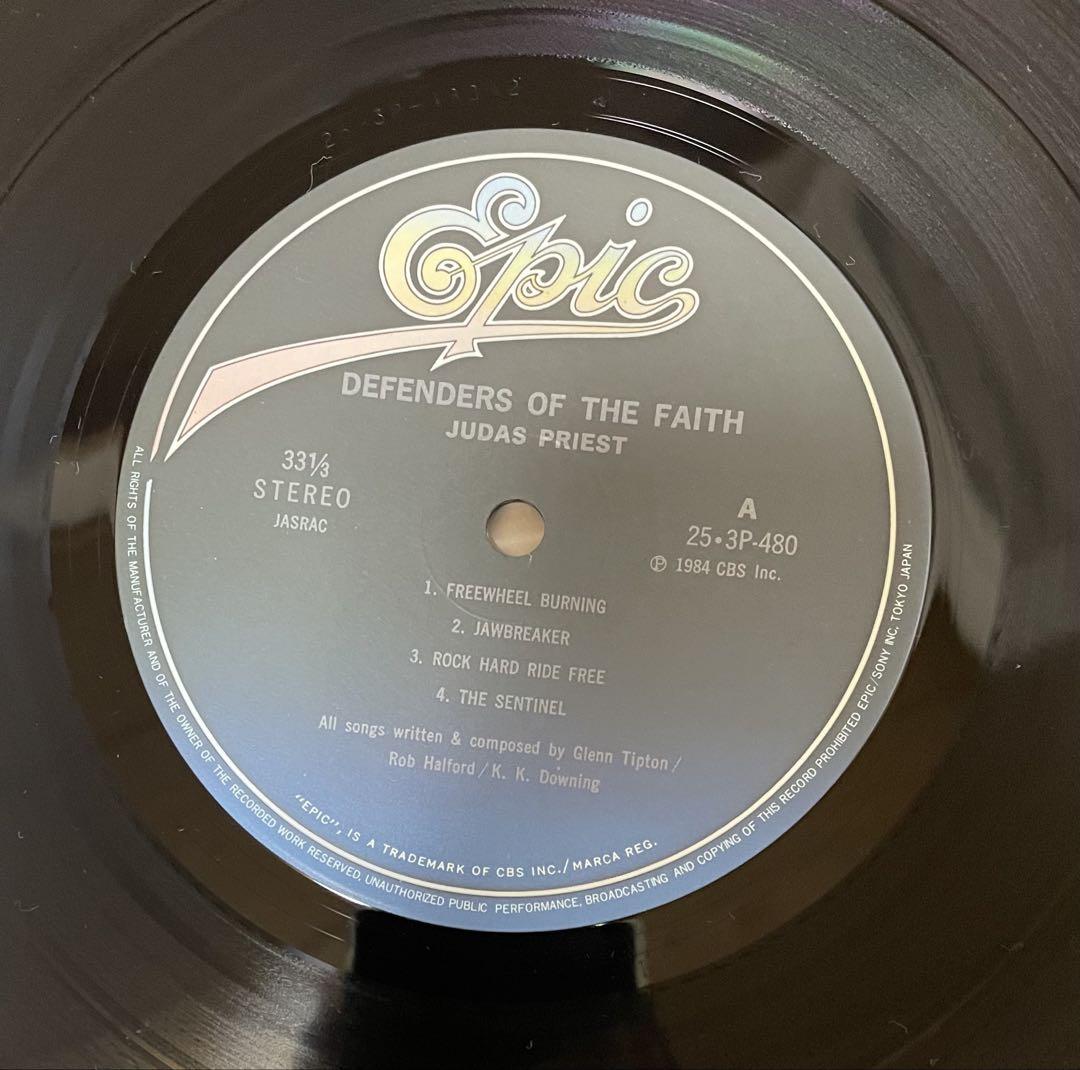 Epic
DEFENDERS OF THE FAITH
JUDAS PRIEST
33 1/3
STEREO
JASRAC
A
25・3P-480
℗ 1984 CBS Inc.
1. FREEWHEEL BURNING
2. JAWBREAKER
3. ROCK HARD RIDE FREE
4. THE SENTINEL
All songs written & composed by Glenn Tipton/
Rob Halford/K. K. Downing
"EPIC", IS A TRADEMARK OF CBS INC./MARCA REG.
ALL RIGHTS OF THE MANUFACTURER AND OF THE OWNER OF THE RECORDED WORK RESERVED. UNAUTHORIZED PUBLIC PERFORMANCE, BROADCASTING AND COPYING OF THIS RECORD PROHIBITED EPIC/SONY INC. TOKYO JAPAN